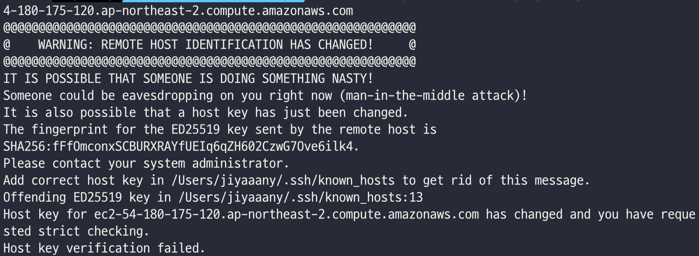 4-180-175-120.ap-northeast-2.compute.amazonaws.com
@@@@@@@@@@@@@@@@@@@@@@@@@@@@@@@@@@@@@@@@@@@@@@@@@@@@@@@@@@@
@    WARNING: REMOTE HOST IDENTIFICATION HAS CHANGED!     @
@@@@@@@@@@@@@@@@@@@@@@@@@@@@@@@@@@@@@@@@@@@@@@@@@@@@@@@@@@@
IT IS POSSIBLE THAT SOMEONE IS DOING SOMETHING NASTY!
Someone could be eavesdropping on you right now (man-in-the-middle attack)!
It is also possible that a host key has just been changed.
The fingerprint for the ED25519 key sent by the remote host is
SHA256:fFfOmconxSCBURXRAYfUEIq6qZH602CzwG7Ove6ilk4.
Please contact your system administrator.
Add correct host key in /Users/jiyaaany/.ssh/known_hosts to get rid of this message.
Offending ED25519 key in /Users/jiyaaany/.ssh/known_hosts:13
Host key for ec2-54-180-175-120.ap-northeast-2.compute.amazonaws.com has changed and you have reque
sted strict checking.
Host key verification failed.